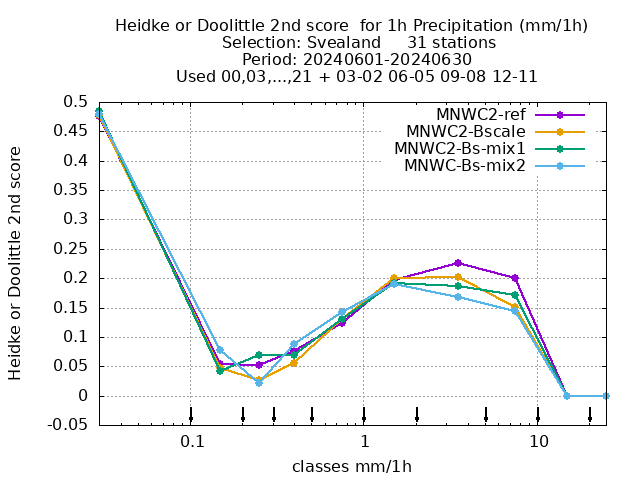 Heidke or Doolittle 2nd score  for 1h Precipitation (mm/1h)
Selection: Svealand     31 stations
Period: 20240601-20240630
Used 00,03,...,21 + 03-02 06-05 09-08 12-11
MNWC2-ref
MNWC2-Bscale
MNWC2-Bs-mix1
MNWC-Bs-mix2
Heidke or Doolittle 2nd score
0.5
0.45
0.4
0.35
0.3
0.25
0.2
0.15
0.1
0.05
0
-0.05
0.1
1
10
classes mm/1h